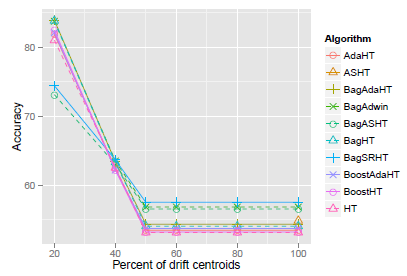 Accuracy
80
70
60
20
40
60
80
100
Percent of drift centroids
Algorithm
AdaHT
ASHT
BagAdaHT
BagAdwin
BagASHT
BagHT
BagSRHT
BoostAdaHT
BoostHT
HT